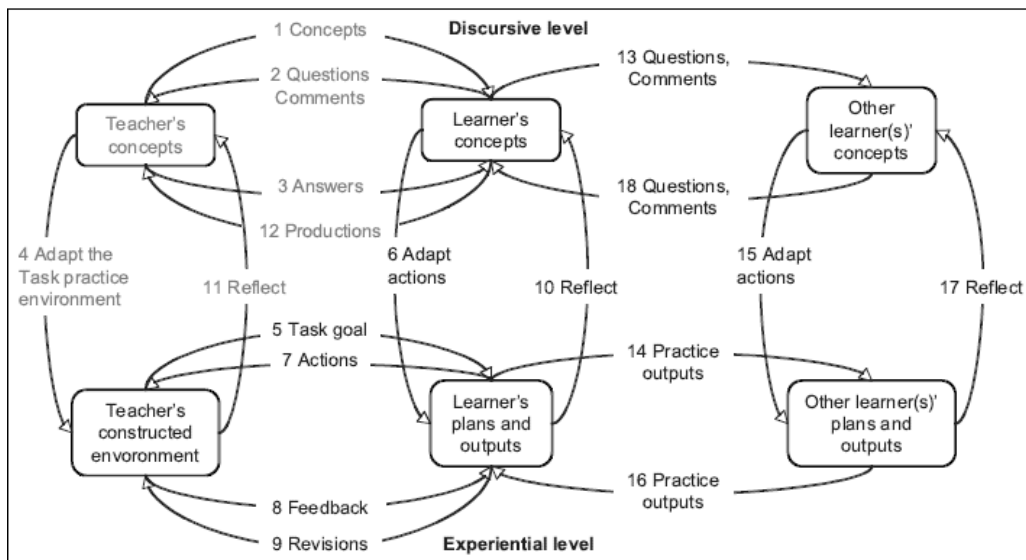 1 Concepts
Discursive level
2 Questions
Comments
13 Questions,
Comments
Teacher's
concepts
Learner's
concepts
Other
learner(s)'
concepts
3 Answers
18 Questions,
Comments
12 Productions
4 Adapt the
Task practice
environment
6 Adapt
actions
15 Adapt
actions
11 Reflect
10 Reflect
17 Reflect
5 Task goal
7 Actions
14 Practice
outputs
Teacher's
constructed
envoronment
Learner's
plans and
outputs
Other learner(s)'
plans and
outputs
16 Practice
outputs
8 Feedback
9 Revisions
Experiential level